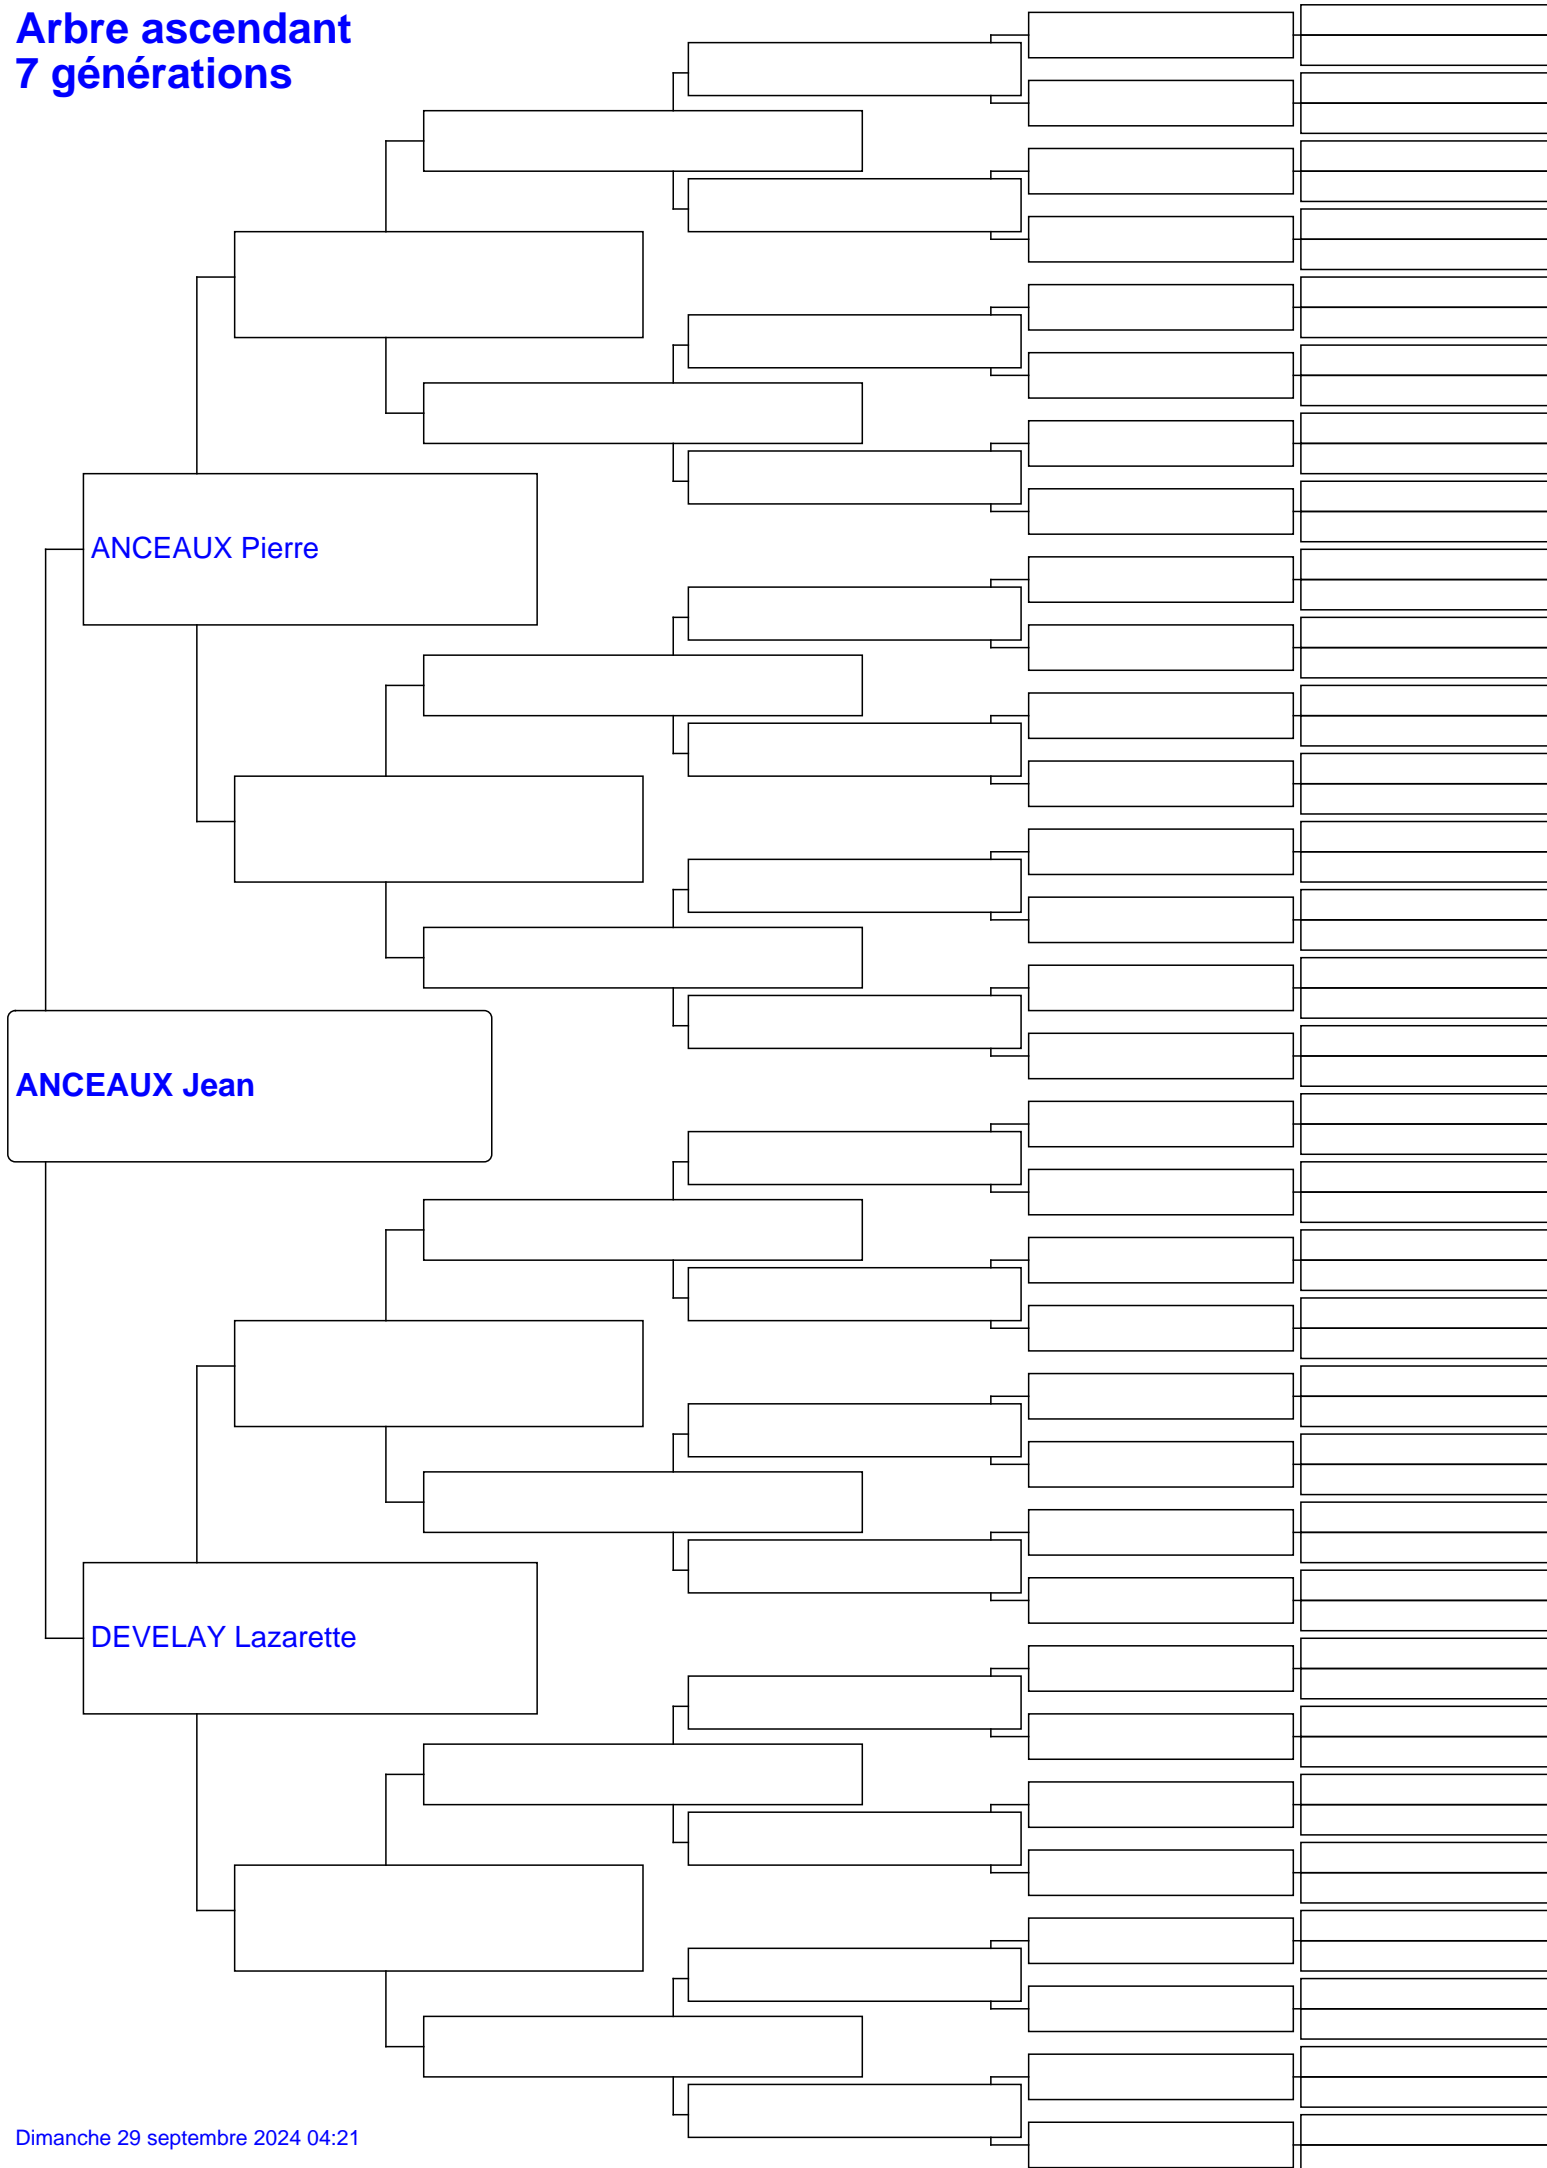 Arbre ascendant
7 générations
ANCEAUX Pierre
ANCEAUX Jean
DEVELAY Lazarette
Dimanche 29 septembre 2024 04:21